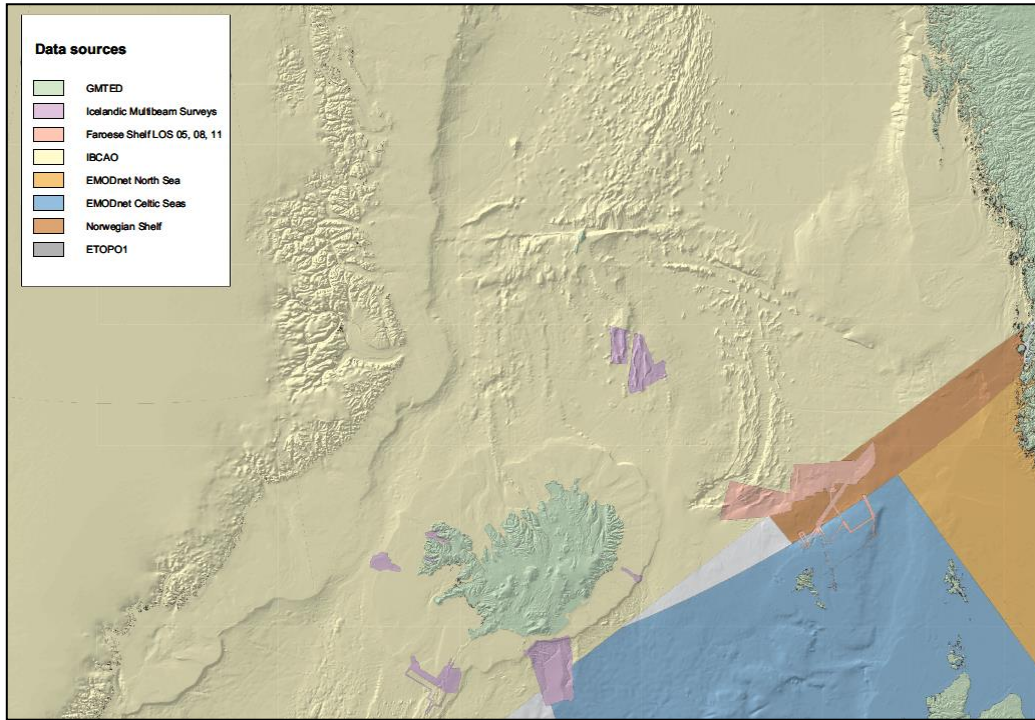 Data sources
GMTED
Icelandic Multibeam Surveys
Faroese Shelf LOS 05, 08, 11
IBCAO
EMODnet North Sea
EMODnet Celtic Seas
Norwegian Shelf
ETOPO1